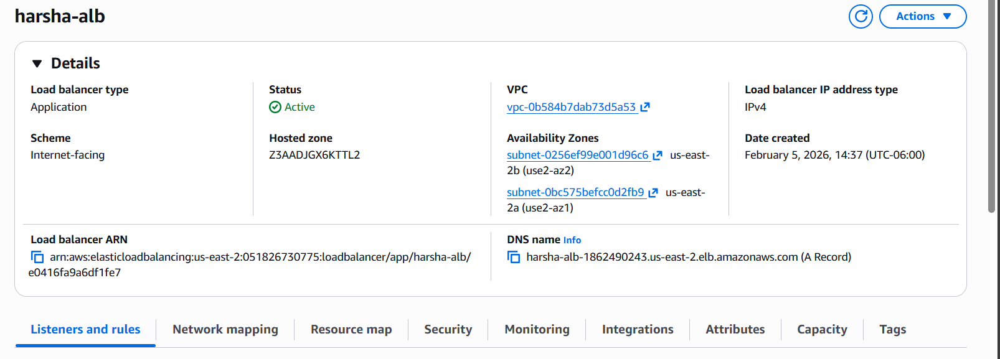 harsha-alb
Actions
Details
Load balancer type
Application
Status
Active
VPC
vpc-0b584b7dab73d5a53
Load balancer IP address type
IPv4
Scheme
Internet-facing
Hosted zone
Z3AADJGX6KTTL2
Availability Zones
subnet-0256ef99e001d96c6 us-east-
2b (use2-az2)
subnet-0bc575befcc0d2fb9 us-east-
2a (use2-az1)
Date created
February 5, 2026, 14:37 (UTC-06:00)
Load balancer ARN
arn:aws:elasticloadbalancing:us-east-2:051826730775:loadbalancer/app/harsha-alb/
e0416fa9a6df1fe7
DNS name Info
harsha-alb-1862490243.us-east-2.elb.amazonaws.com (A Record)
Listeners and rules
Network mapping
Resource map
Security
Monitoring
Integrations
Attributes
Capacity
Tags